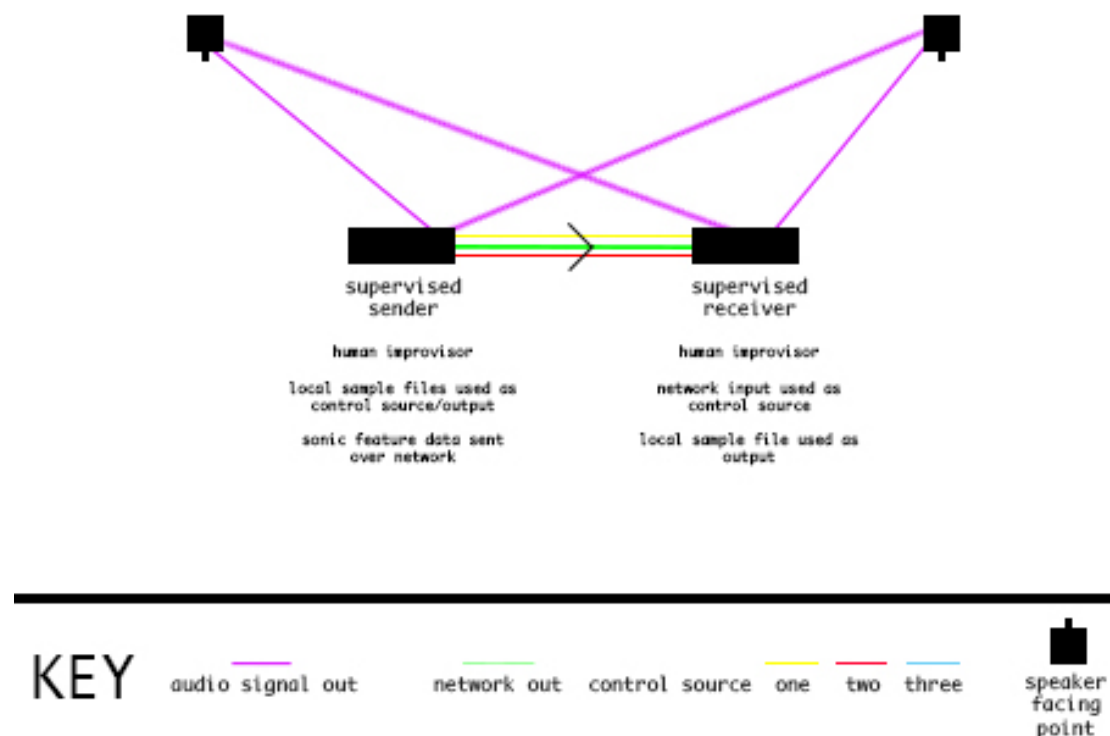 supervised
sender
human improvisor
local sample files used as
control source/output
sonic feature data sent
over network
supervised
receiver
human improvisor
network input used as
control source
local sample file used as
output
KEY
audio signal out
network out
control source
one
two
three
speaker
facing
point